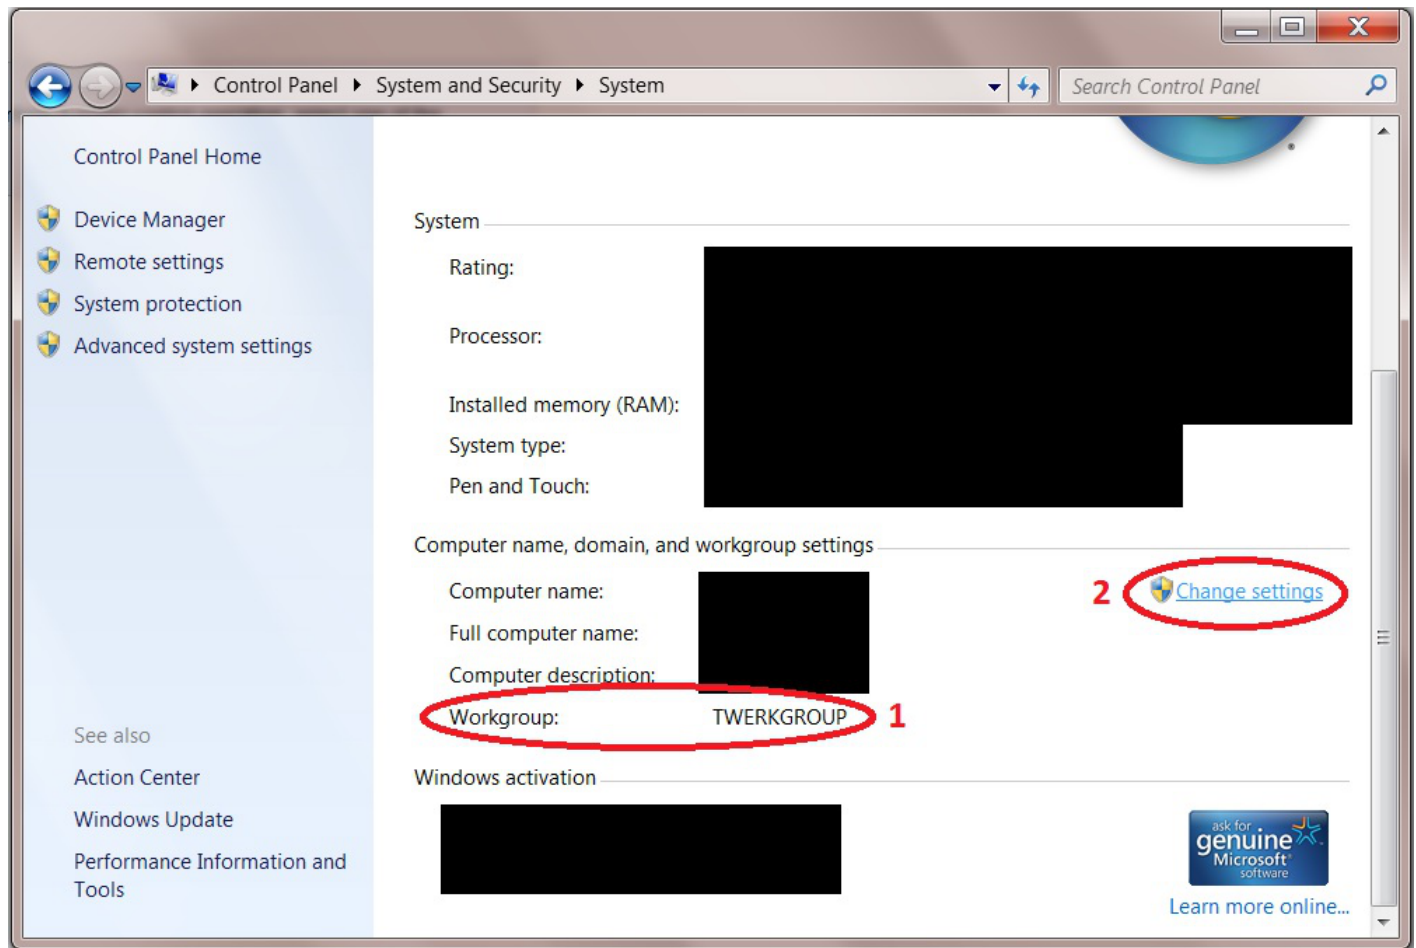 Control Panel ▸ System and Security ▸ System
Search Control Panel
Control Panel Home
Device Manager
Remote settings
System protection
Advanced system settings
See also
Action Center
Windows Update
Performance Information and
Tools
System
Rating:
Processor:
Installed memory (RAM):
System type:
Pen and Touch:
Computer name, domain, and workgroup settings
Computer name:
2 Change settings
Full computer name:
Computer description:
Workgroup: TWERKGROUP 1
Windows activation
ask for
genuine
Microsoft
software
Learn more online...